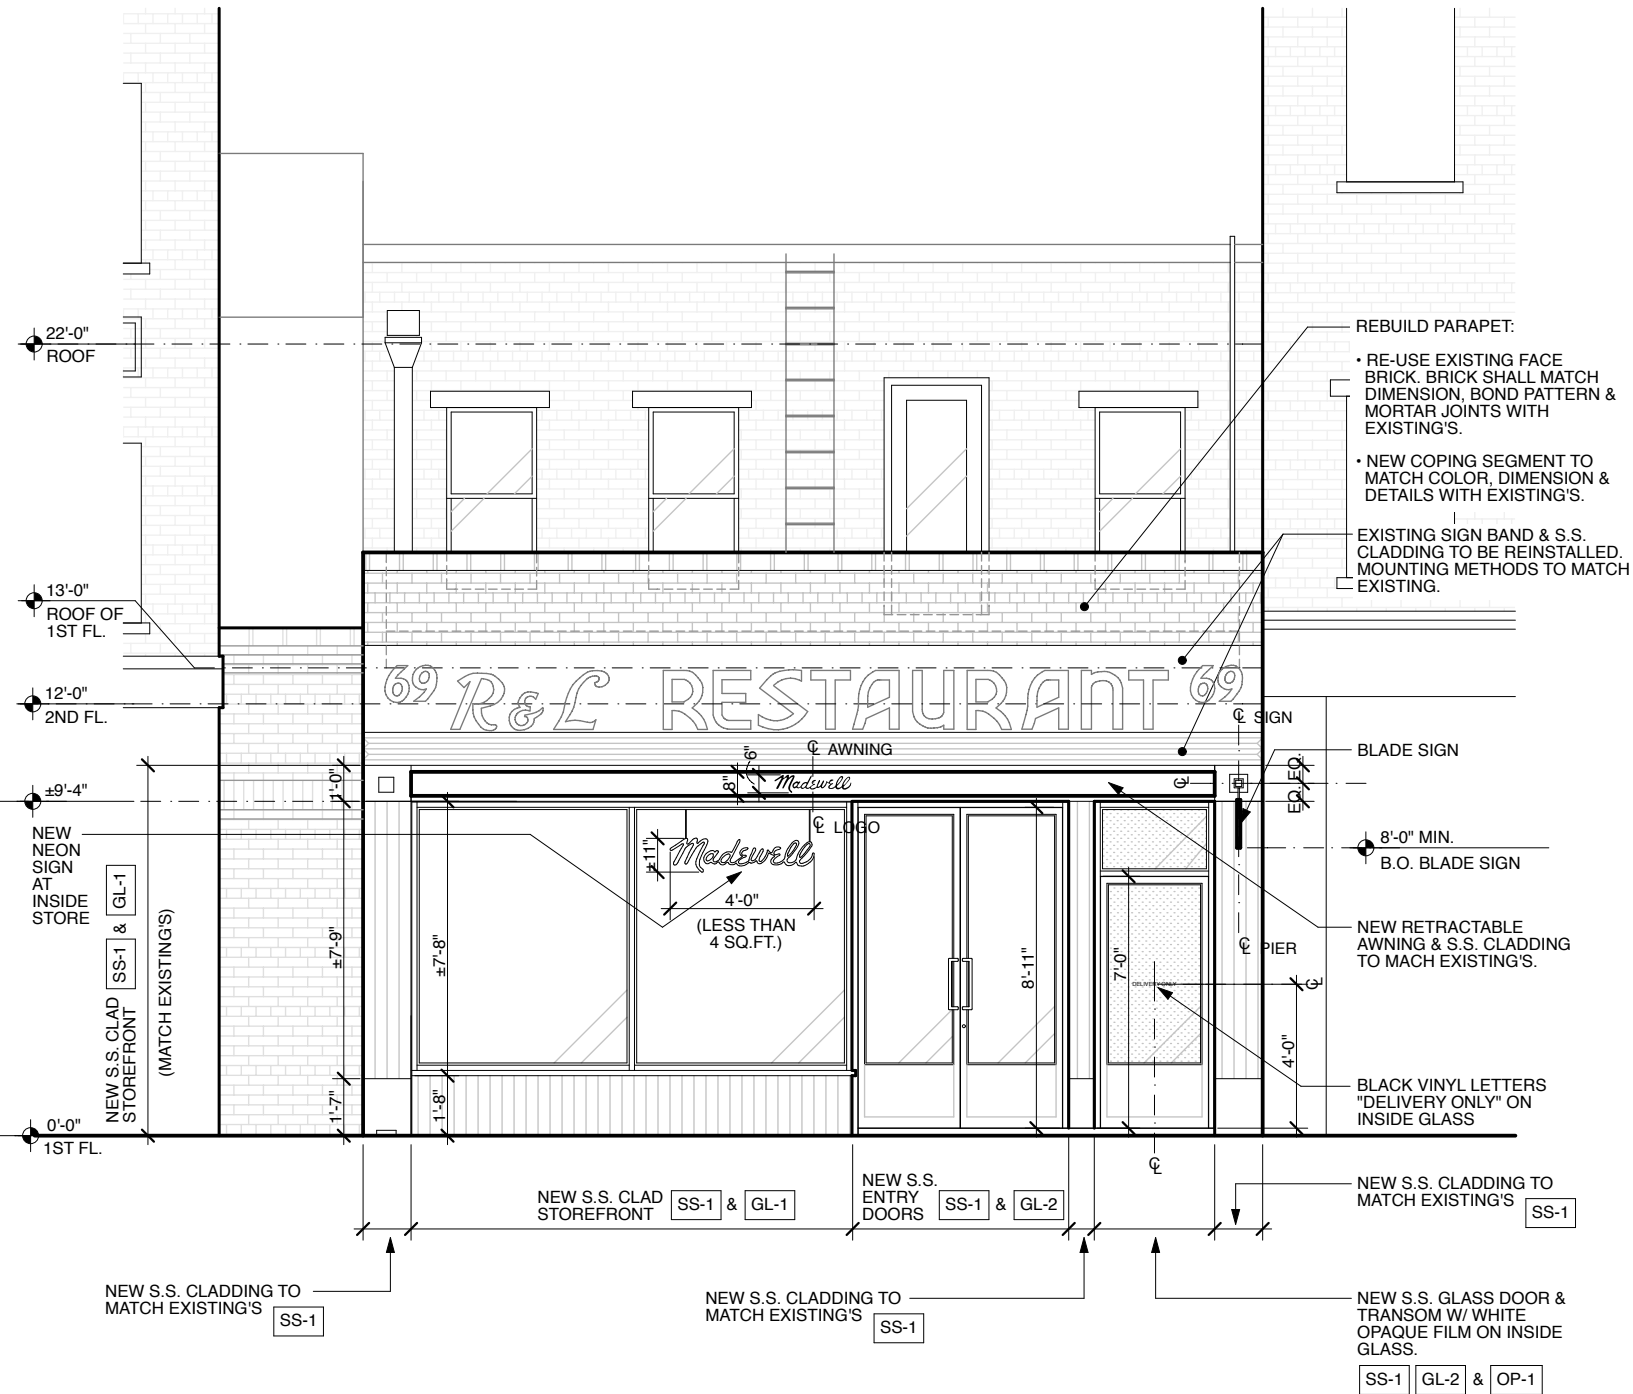 22'-0"
ROOF
13'-0"
ROOF OF
1ST FL.
12'-0"
2ND FL.
±9'-4"
NEW
NEON
SIGN
AT
INSIDE
STORE
NEW S.S. CLAD
STOREFRONT
SS-1 & GL-1
(MATCH EXISTING'S)
0'-0"
1ST FL.
1'-0"
±7'-9"
1'-7"
69 R&L RESTAURANT 69
℄ SIGN
℄ AWNING
6"
8"
Madewell
℄
℄ LOGO
±11"
Madewell
4'-0"
(LESS THAN
4 SQ.FT.)
±7'-8"
1'-8"
8'-11"
7'-0"
DELIVERY ONLY
℄
4'-0"
℄
EQ. EQ.
℄ PIER
REBUILD PARAPET:
• RE-USE EXISTING FACE
BRICK. BRICK SHALL MATCH
DIMENSION, BOND PATTERN &
MORTAR JOINTS WITH
EXISTING'S.
• NEW COPING SEGMENT TO
MATCH COLOR, DIMENSION &
DETAILS WITH EXISTING'S.
EXISTING SIGN BAND & S.S.
CLADDING TO BE REINSTALLED.
MOUNTING METHODS TO MATCH
EXISTING.
BLADE SIGN
8'-0" MIN.
B.O. BLADE SIGN
NEW RETRACTABLE
AWNING & S.S. CLADDING
TO MACH EXISTING'S.
BLACK VINYL LETTERS
"DELIVERY ONLY" ON
INSIDE GLASS
NEW S.S. CLADDING TO
MATCH EXISTING'S
SS-1
NEW S.S. CLAD
STOREFRONT
SS-1 & GL-1
NEW S.S.
ENTRY
DOORS
SS-1 & GL-2
NEW S.S. CLADDING TO
MATCH EXISTING'S
SS-1
NEW S.S. CLADDING TO
MATCH EXISTING'S
SS-1
NEW S.S. GLASS DOOR &
TRANSOM W/ WHITE
OPAQUE FILM ON INSIDE
GLASS.
SS-1 GL-2 & OP-1